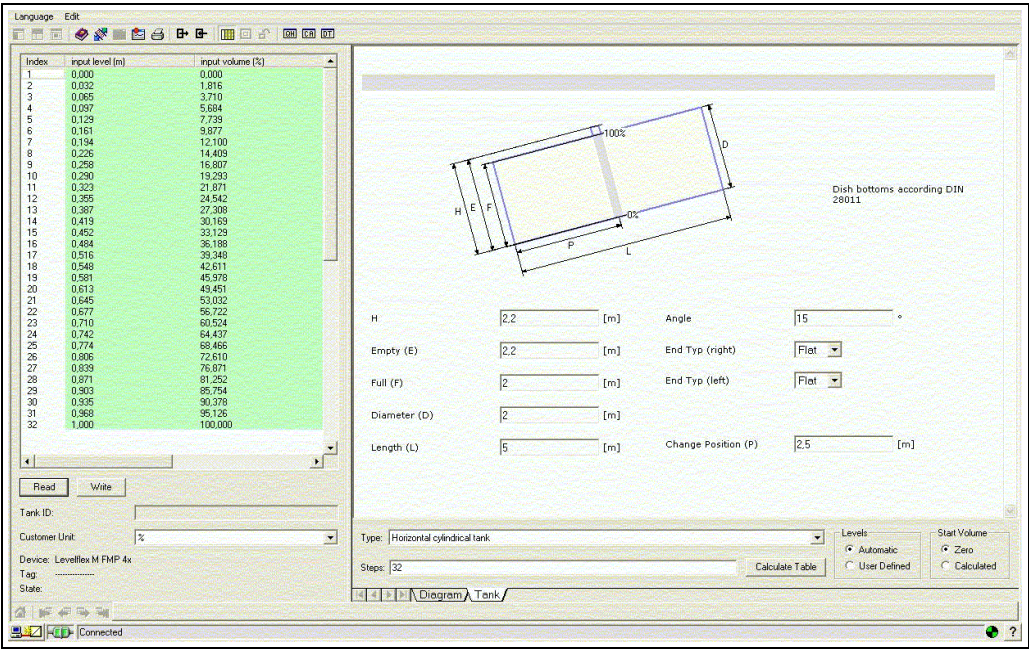 Language Edit
QH CA DT
Index input level (m) input volume (%)
1 0,000 0,000
2 0,032 1,816
3 0,065 3,710
4 0,097 5,684
5 0,129 7,739
6 0,161 9,877
7 0,194 12,100
8 0,226 14,409
9 0,258 16,807
10 0,290 19,293
11 0,323 21,871
12 0,355 24,542
13 0,387 27,308
14 0,419 30,169
15 0,452 33,129
16 0,484 36,188
17 0,516 39,348
18 0,548 42,611
19 0,581 45,978
20 0,613 49,451
21 0,645 53,032
22 0,677 56,722
23 0,710 60,524
24 0,742 64,437
25 0,774 68,466
26 0,806 72,610
27 0,839 76,871
28 0,871 81,252
29 0,903 85,754
30 0,935 90,378
31 0,968 95,126
32 1,000 100,000
Read Write
Tank ID:
Customer Unit: %
Device: Levelflex M FMP 4x
Tag: ---------------
State:
100%
D
H E F
0%
P
L
Dish bottoms according DIN
28011
H 2,2 [m] Angle 15 °
Empty (E) 2,2 [m] End Typ (right) Flat
Full (F) 2 [m] End Typ (left) Flat
Diameter (D) 2 [m]
Length (L) 5 [m] Change Position (P) 2,5 [m]
Type: Horizontal cylindrical tank
Steps: 32 Calculate Table
Levels
Automatic
User Defined
Start Volume
Zero
Calculated
Diagram Tank
Connected
?